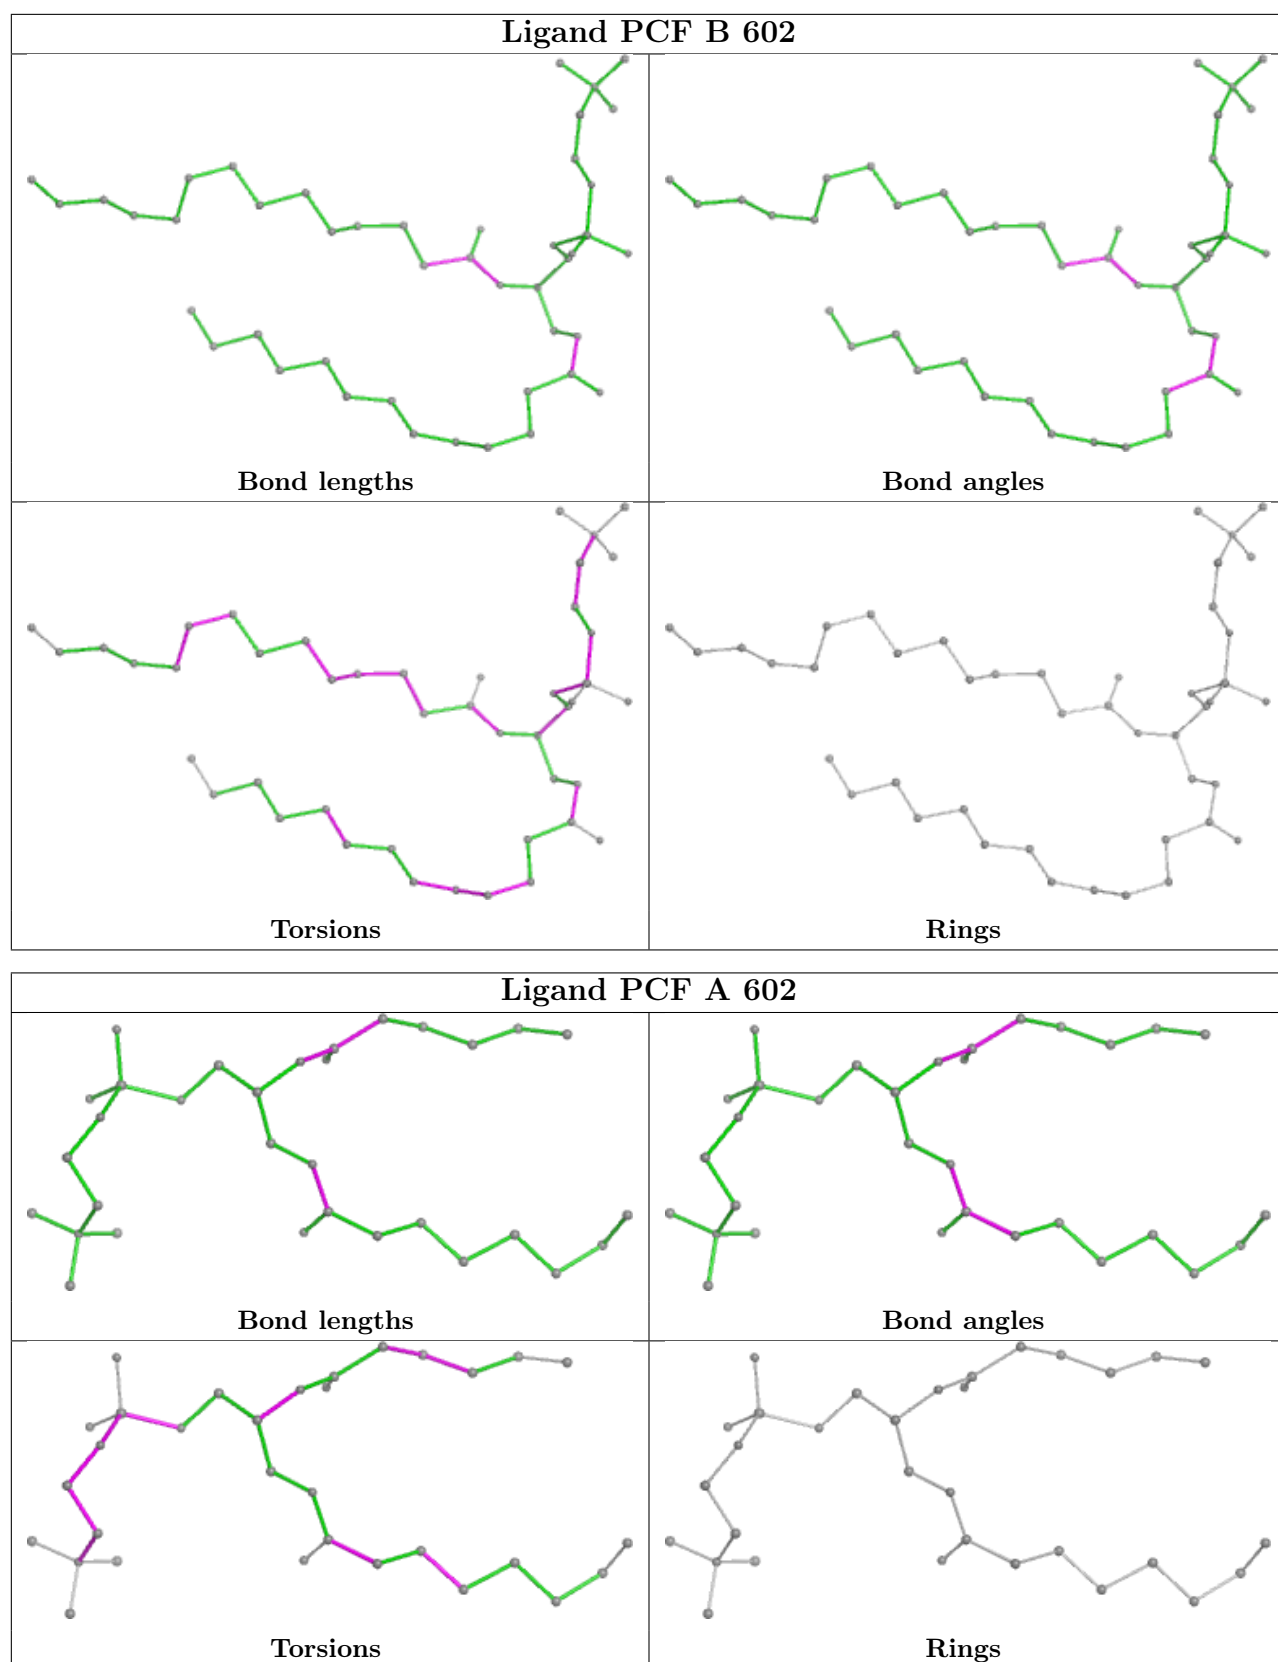 Ligand PCF B 602
Bond lengths
Bond angles
Torsions
Rings
Ligand PCF A 602
Bond lengths
Bond angles
Torsions
Rings